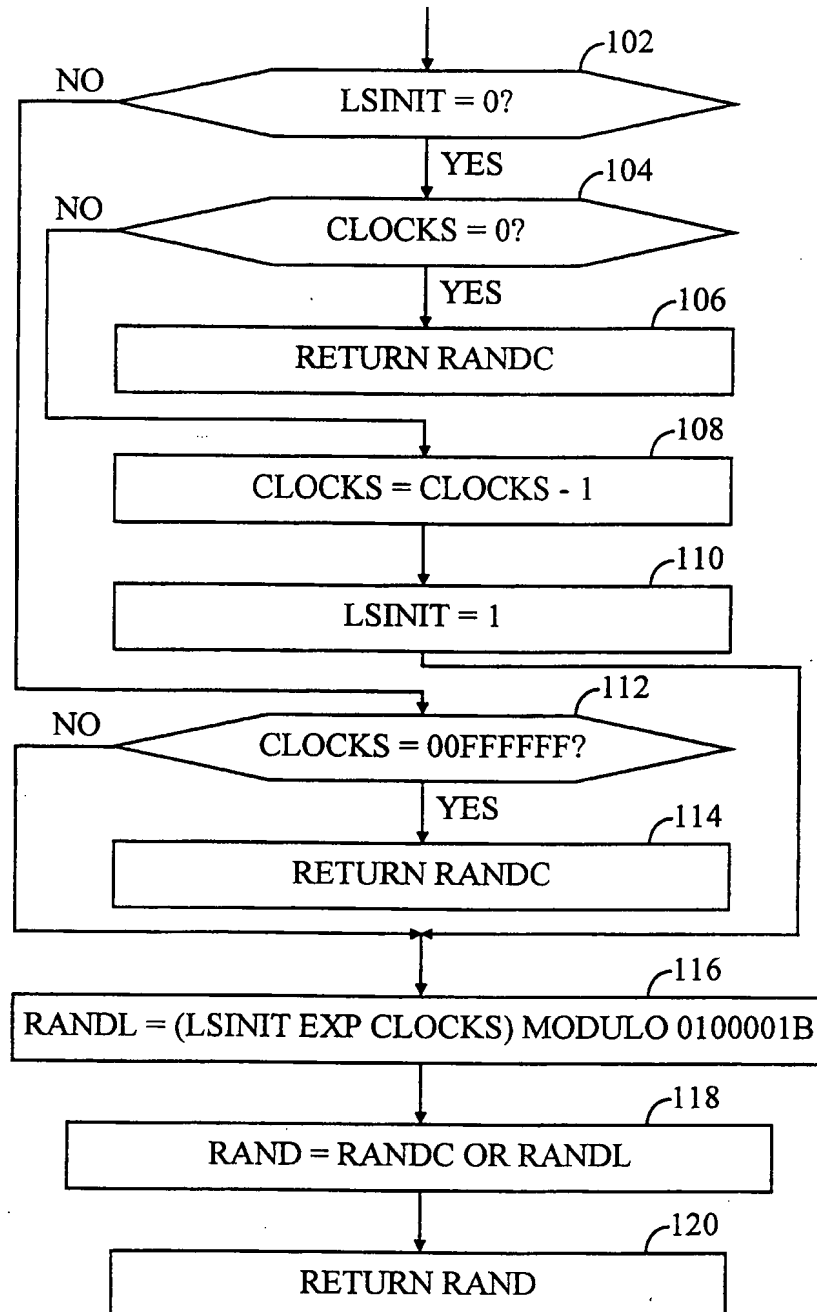 102
NO
LSINIT = 0?
YES
104
NO
CLOCKS = 0?
YES
106
RETURN RANDC
108
CLOCKS = CLOCKS - 1
110
LSINIT = 1
112
NO
CLOCKS = 00FFFFFF?
YES
114
RETURN RANDC
116
RANDL = (LSINIT EXP CLOCKS) MODULO 0100001B
118
RAND = RANDC OR RANDL
120
RETURN RAND